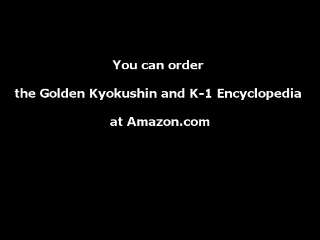 You can order
the Golden Kyokushin and K-1 Encyclopedia
at Amazon.com